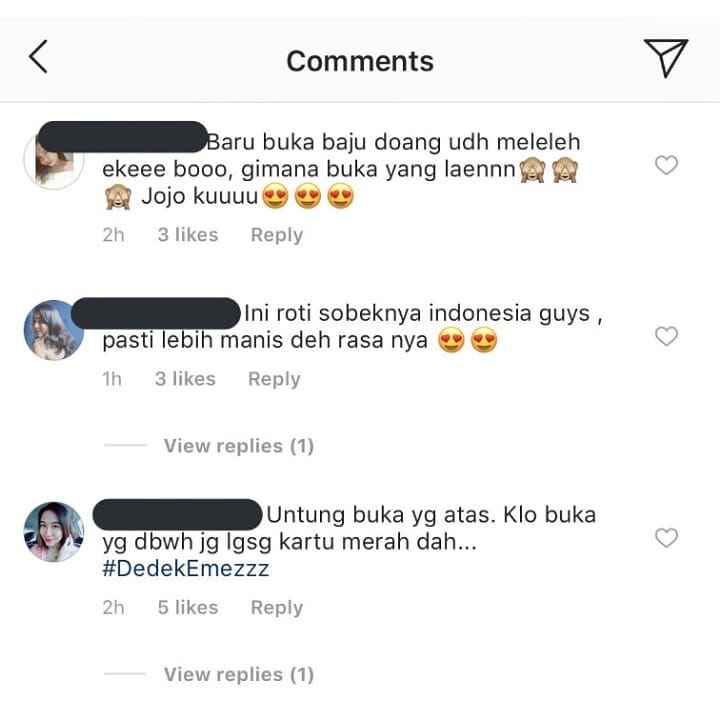 Comments
Baru buka baju doang udh meleleh
ekeee booo, gimana buka yang laennn🙈🙈
🙈 Jojo kuuuu😍😍😍
2h 3 likes Reply
Ini roti sobeknya indonesia guys ,
pasti lebih manis deh rasa nya 😍😍
1h 3 likes Reply
View replies (1)
Untung buka yg atas. Klo buka
yg dbwh jg lgsg kartu merah dah...
#DedekEmezzz
2h 5 likes Reply
View replies (1)